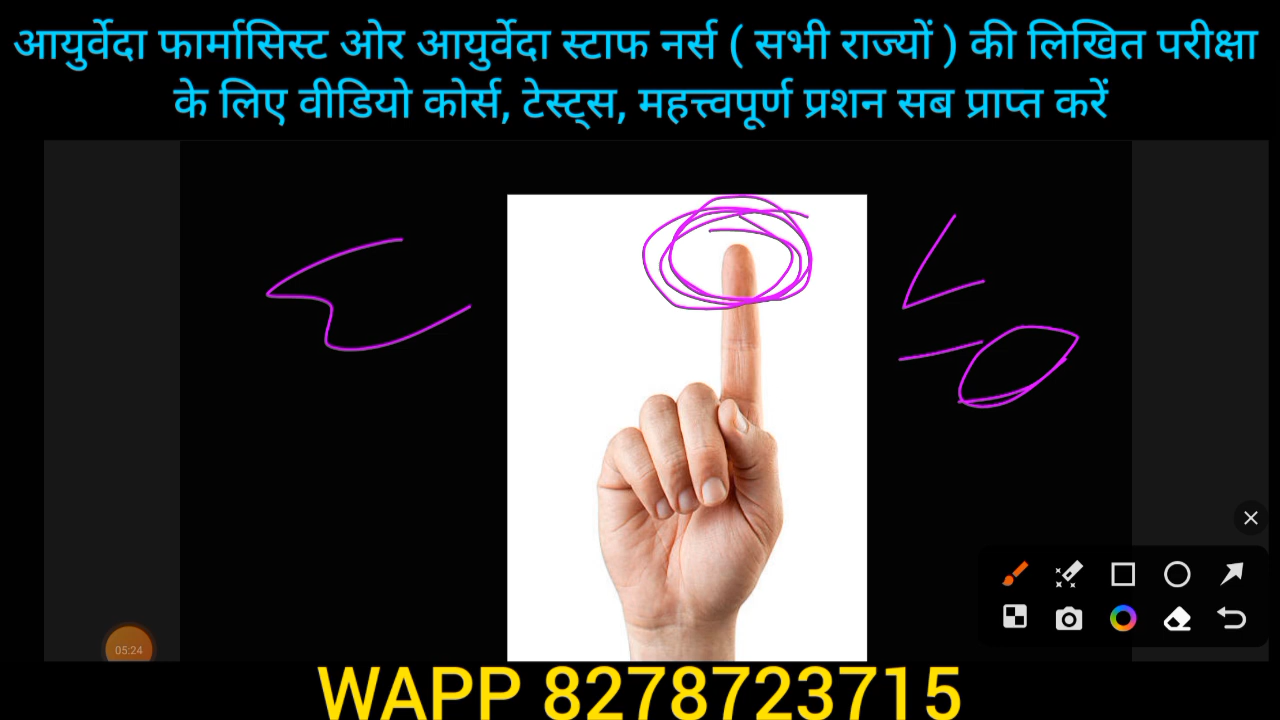 आयुर्वेदा फार्मासिस्ट ओर आयुर्वेदा स्टाफ नर्स ( सभी राज्यों ) की लिखित परीक्षा
के लिए वीडियो कोर्स, टेस्ट्स, महत्त्वपूर्ण प्रशन सब प्राप्त करें
05:24
WAPP 8278723715